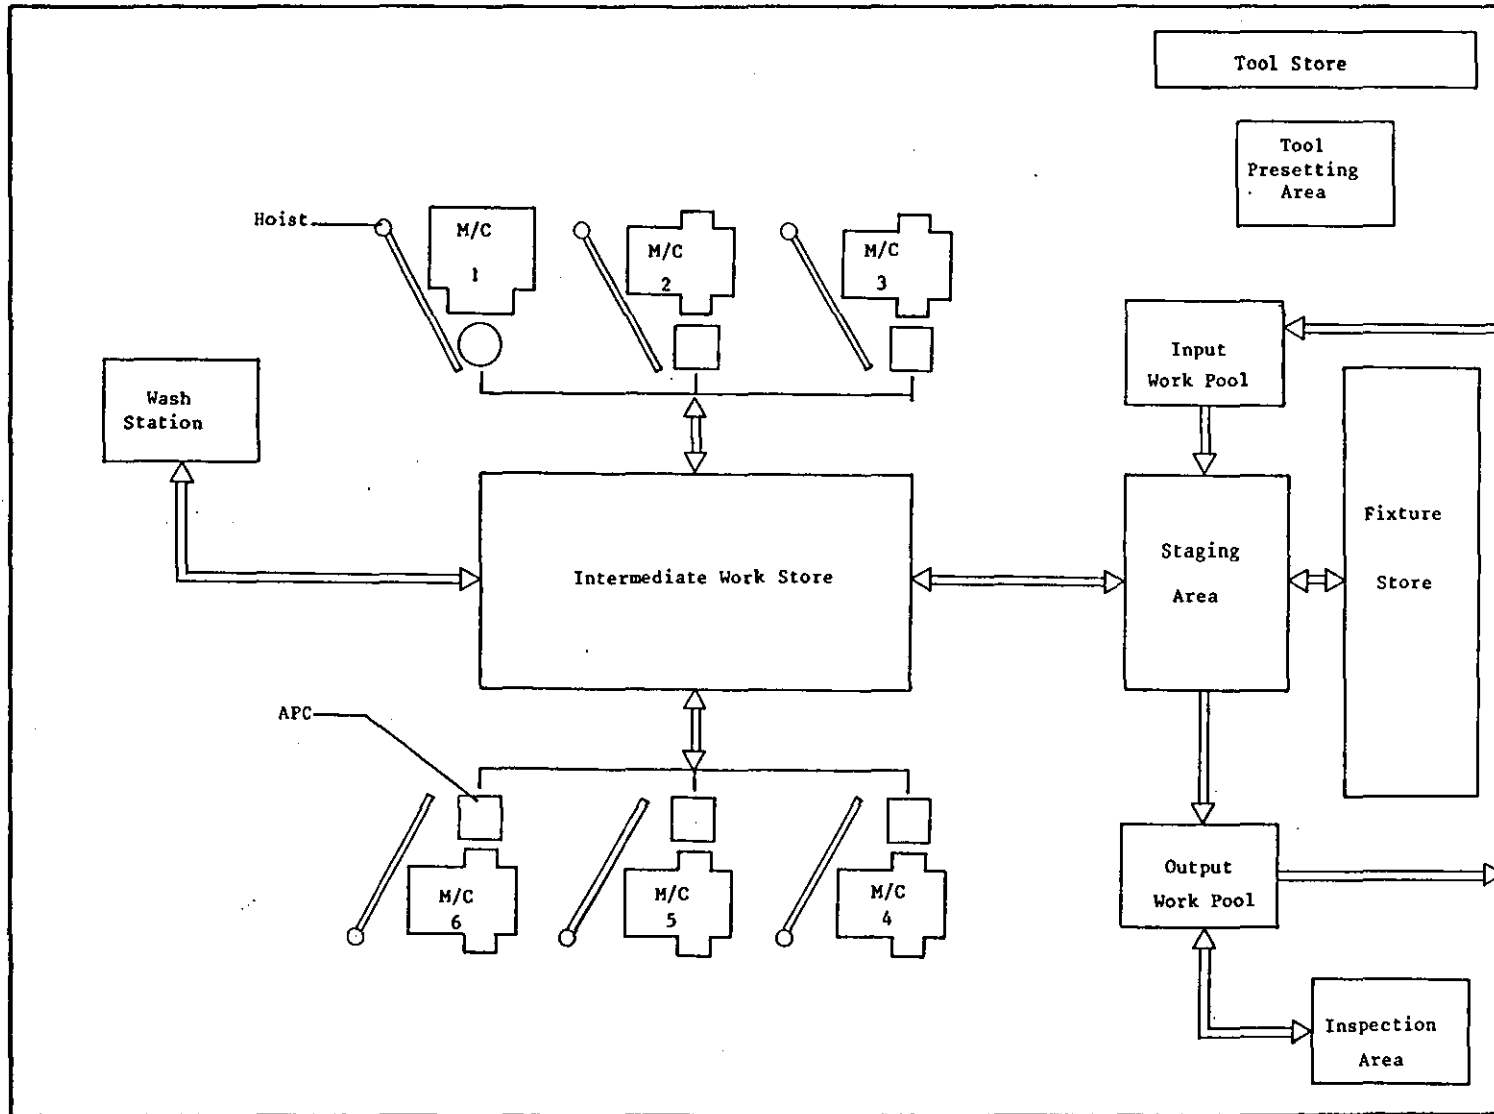 Tool Store
Tool
Presetting
Area
Hoist
M/C
1
M/C
2
M/C
3
Input
Work Pool
Wash
Station
Fixture
Store
Intermediate Work Store
Staging
Area
APC
M/C
6
M/C
5
M/C
4
Output
Work Pool
Inspection
Area